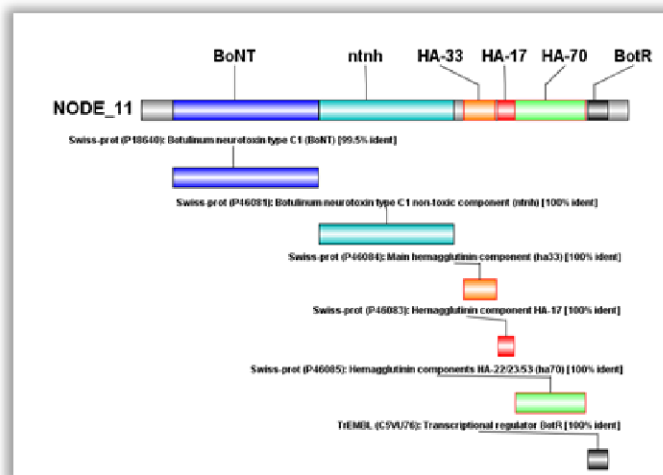 BoNT ntnh HA-33 HA-17 HA-70 BotR
NODE_11
Swiss-prot (P18640): Botulinum neurotoxin type C1 (BoNT) [99.5% ident]
Swiss-prot (P46081): Botulinum neurotoxin type C1 non-toxic component (ntnh) [100% ident]
Swiss-prot (P46084): Main hemagglutinin component (ha33) [100% ident]
Swiss-prot (P46083): Hemagglutinin component HA-17 [100% ident]
Swiss-prot (P46085): Hemagglutinin components HA-22/23/53 (ha70) [100% ident]
TrEMBL (C5VU76): Transcriptional regulator BotR [100% ident]